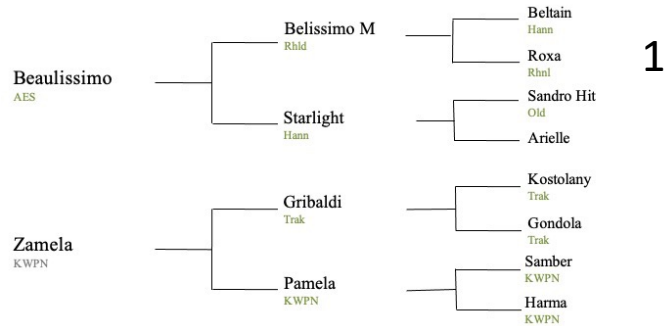 Beaulissimo
AES
Belissimo M
Rhld
Beltain
Hann
Roxa
Rhnl
Starlight
Hann
Sandro Hit
Old
Arielle
1
Zamela
KWPN
Gribaldi
Trak
Kostolany
Trak
Gondola
Trak
Pamela
KWPN
Samber
KWPN
Harma
KWPN